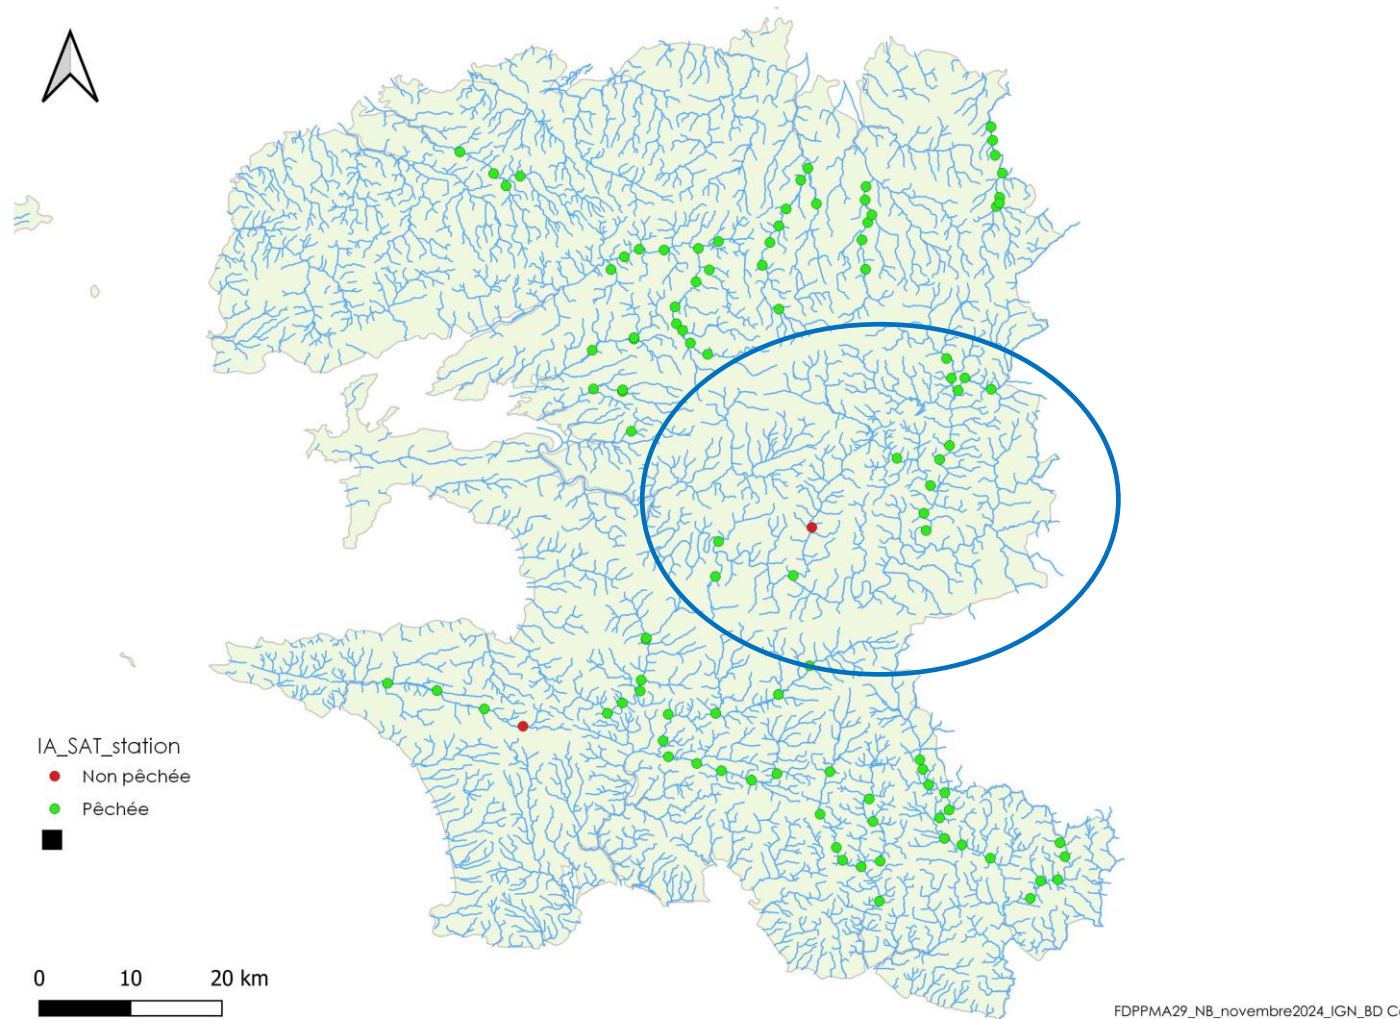 IA_SAT_station
Non pêchée
Pêchée
0 10 20 km
FDPPMA29_NB_novembre2024_IGN_BD C